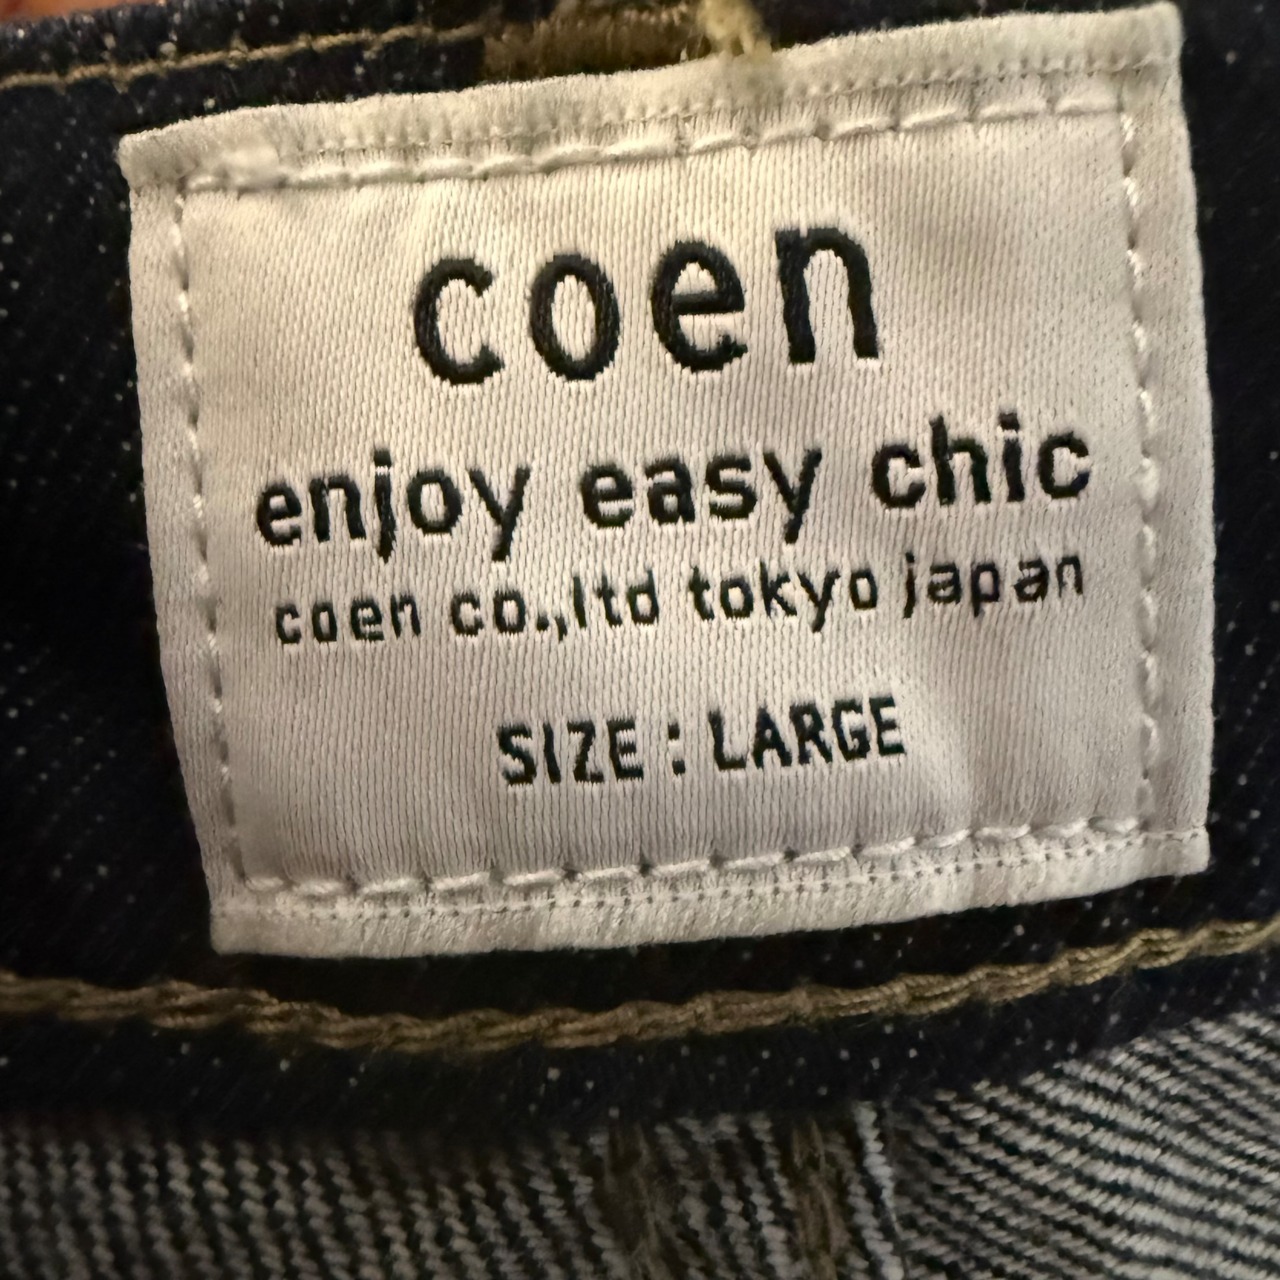 coen
enjoy easy chic
coen co.,ltd tokyo japan
SIZE : LARGE